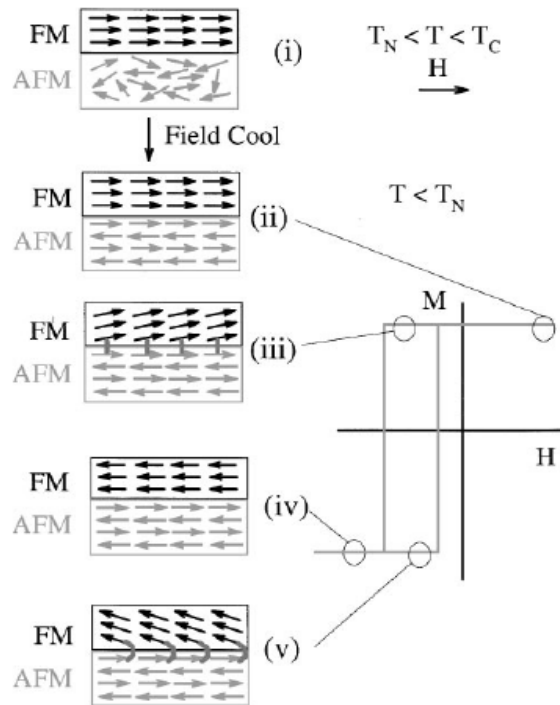 FM
AFM
(i)
T_N < T < T_C
H
Field Cool
FM
AFM
(ii)
T < T_N
FM
AFM
(iii)
M
H
FM
AFM
(iv)
FM
AFM
(v)